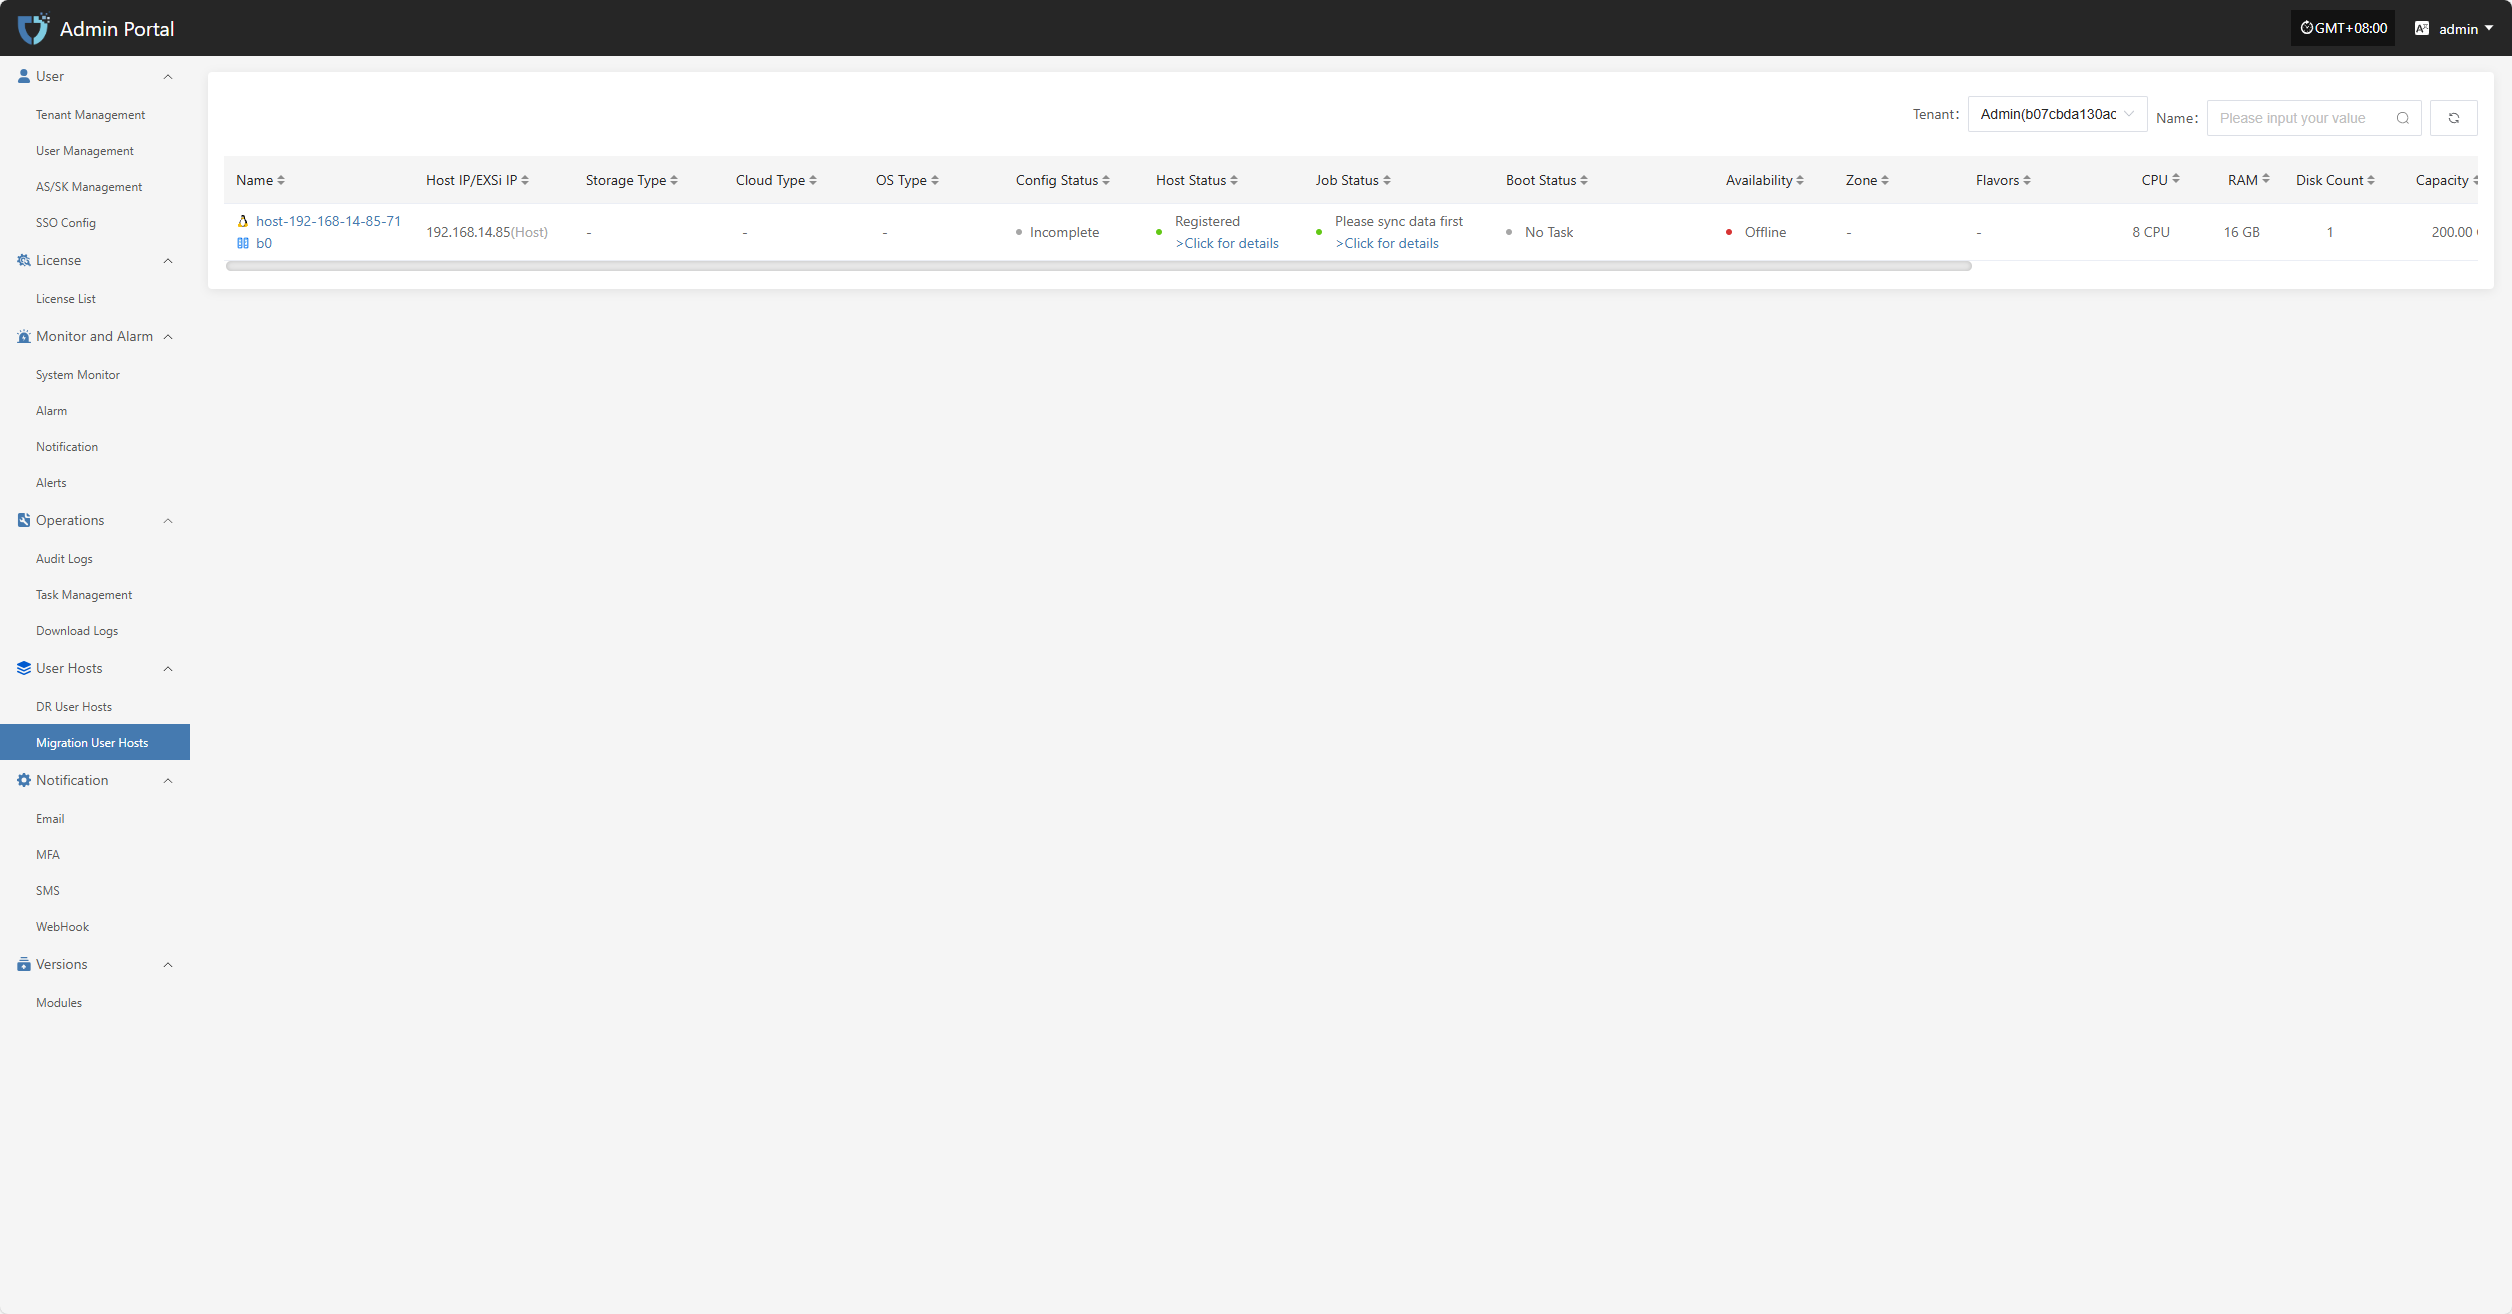 Admin Portal
GMT+08:00
admin
User
Tenant Management
User Management
AS/SK Management
SSO Config
License
License List
Monitor and Alarm
System Monitor
Alarm
Notification
Alerts
Operations
Audit Logs
Task Management
Download Logs
User Hosts
DR User Hosts
Migration User Hosts
Notification
Email
MFA
SMS
WebHook
Versions
Modules
Tenant: Admin(b07cbda130ac Name: Please input your value
Name Host IP/EXSi IP Storage Type Cloud Type OS Type Config Status Host Status Job Status Boot Status Availability Zone Flavors CPU RAM Disk Count Capacity
host-192-168-14-85-71
b0
192.168.14.85(Host) - - - Incomplete
Registered
>Click for details
Please sync data first
>Click for details
No Task Offline - - 8 CPU 16 GB 1 200.00